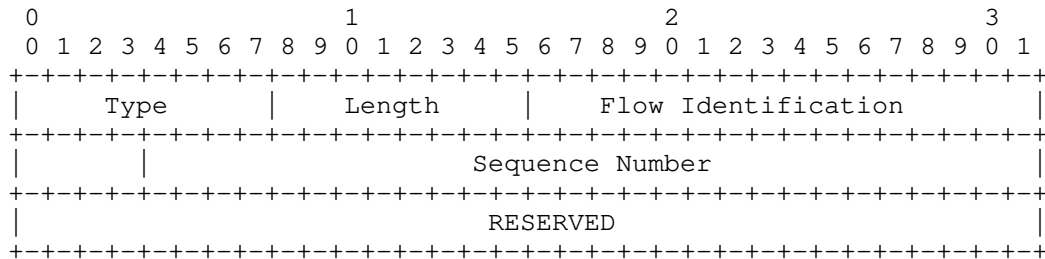 0                   1                   2                   3
 0 1 2 3 4 5 6 7 8 9 0 1 2 3 4 5 6 7 8 9 0 1 2 3 4 5 6 7 8 9 0 1
+-+-+-+-+-+-+-+-+-+-+-+-+-+-+-+-+-+-+-+-+-+-+-+-+-+-+-+-+-+-+-+-+
|     Type      |    Length     |    Flow Identification        |
+-+-+-+-+-+-+-+-+-+-+-+-+-+-+-+-+-+-+-+-+-+-+-+-+-+-+-+-+-+-+-+-+
|       |                    Sequence Number                    |
+-+-+-+-+-+-+-+-+-+-+-+-+-+-+-+-+-+-+-+-+-+-+-+-+-+-+-+-+-+-+-+-+
|                             RESERVED                          |
+-+-+-+-+-+-+-+-+-+-+-+-+-+-+-+-+-+-+-+-+-+-+-+-+-+-+-+-+-+-+-+-+